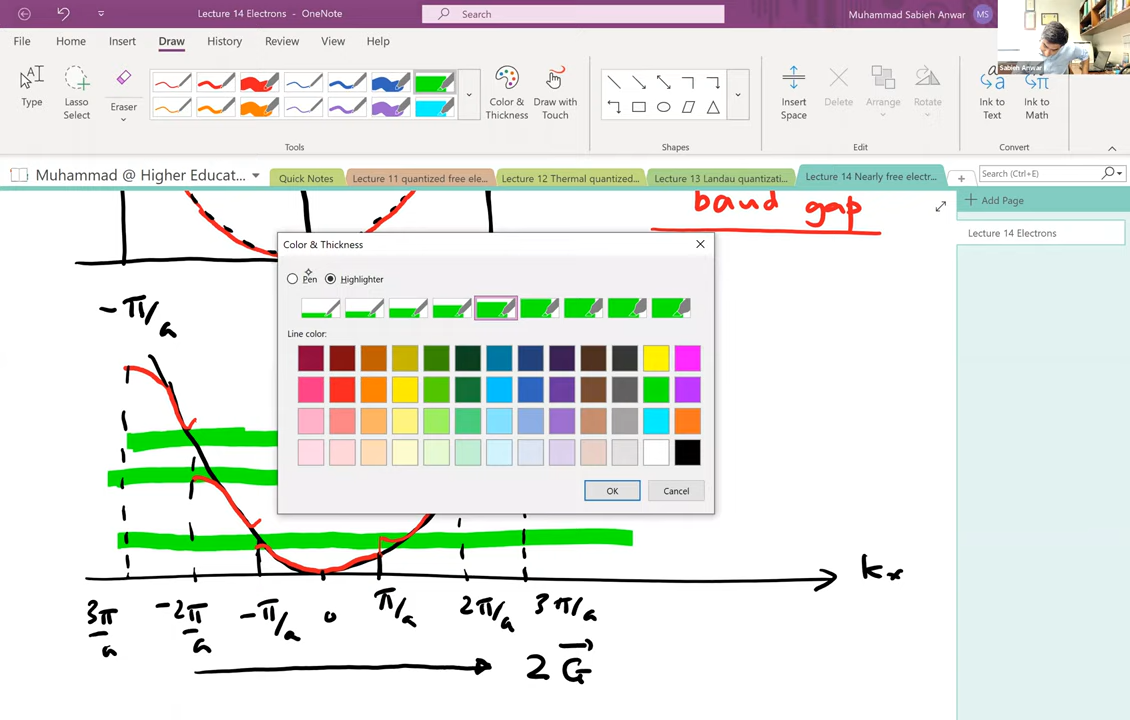 Lecture 14 Electrons - OneNote
Search
Muhammad Sabieh Anwar
MS
Sabieh Anwar
File
Home
Insert
Draw
History
Review
View
Help
Type
Lasso
Select
Eraser
Color &
Thickness
Draw with
Touch
Insert
Space
Delete
Arrange
Rotate
Ink to
Text
Ink to
Math
Tools
Shapes
Edit
Convert
Muhammad @ Higher Educat...
Quick Notes
Lecture 11 quantized free ele...
Lecture 12 Thermal quantized...
Lecture 13 Landau quantizati...
Lecture 14 Nearly free electr...
Search (Ctrl+E)
Add Page
Lecture 14 Electrons
band gap
Color & Thickness
Pen
Highlighter
Line color:
OK
Cancel
-π/a
kx
3π/a
-2π/a
-π/a
0
π/a
2π/a
3π/a
2G⃗